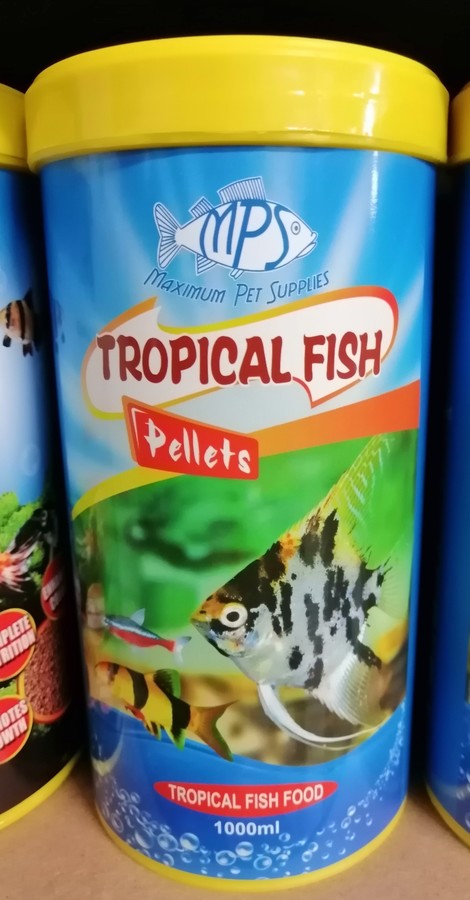 MPS
MAXIMUM PET SUPPLIES
TROPICAL FISH
Pellets
TROPICAL FISH FOOD
1000ml